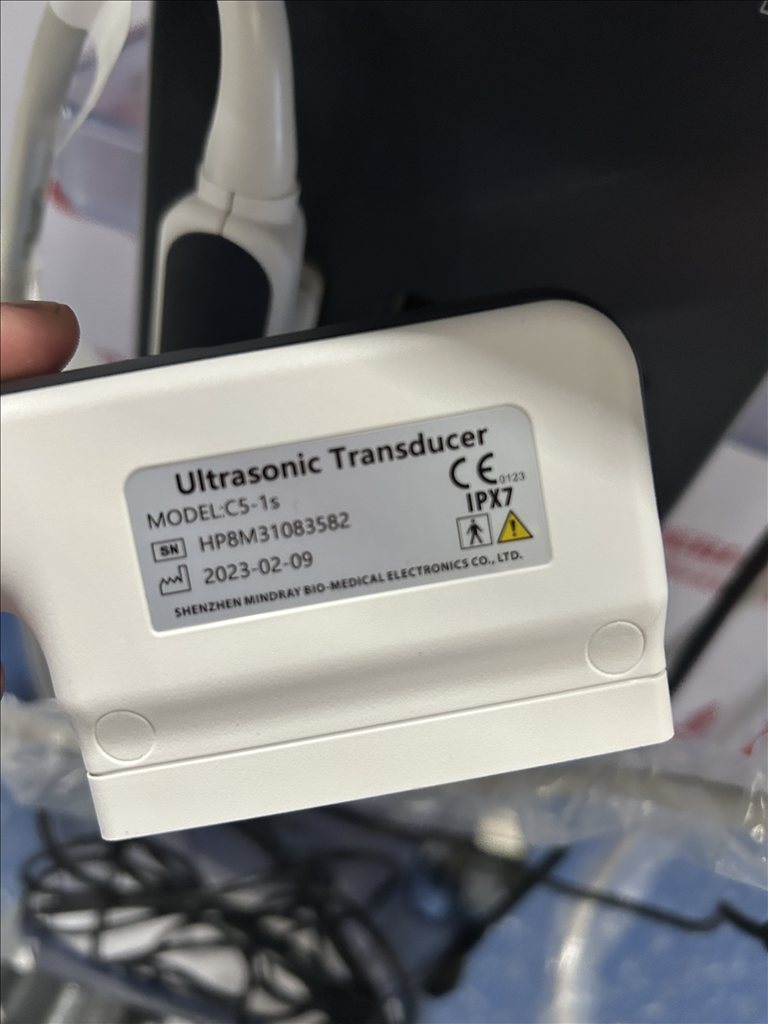 Ultrasonic Transducer
MODEL:C5-1s
CE 0123
IPX7
SN HP8M31083582
2023-02-09
SHENZHEN MINDRAY BIO-MEDICAL ELECTRONICS CO., LTD.